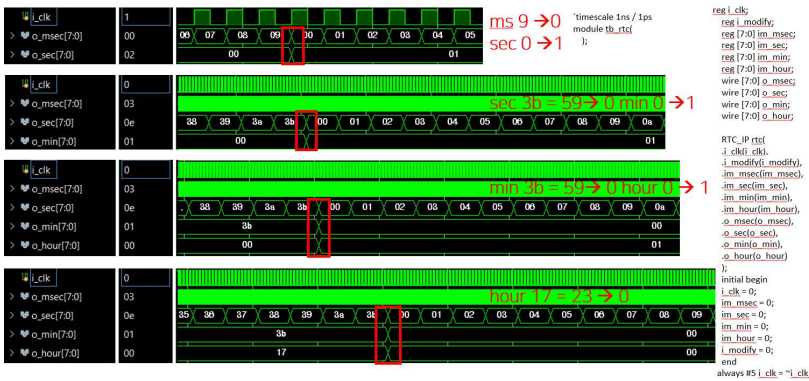 i_clk 1
o_msec[7:0] 00 06 07 08 09 00 01 02 03 04 05
o_sec[7:0] 02 00 01
ms 9 → 0
sec 0 → 1
i_clk 0
o_msec[7:0] 03
o_sec[7:0] 0e 38 39 3a 3b 00 01 02 03 04 05 06 07 08 09 0a
o_min[7:0] 01 00 01
sec 3b = 59 → 0 min 0 → 1
i_clk 0
o_msec[7:0] 03
o_sec[7:0] 0e . 38 39 3a 3b 00 01 02 03 04 05 06 07 08 09 0a
o_min[7:0] 01 3b 00
o_hour[7:0] 00 00 01
min 3b = 59 → 0 hour 0 → 1
i_clk 0
o_msec[7:0] 03
o_sec[7:0] 0e 35 36 37 38 39 3a 3b 00 01 02 03 04 05 06 07 08 09
o_min[7:0] 01 3b 00
o_hour[7:0] 00 17 00
hour 17 = 23 → 0
`timescale 1ns / 1ps
module tb_rtc(
);
reg i_clk;
reg i_modify;
reg [7:0] im_msec;
reg [7:0] im_sec;
reg [7:0] im_min;
reg [7:0] im_hour;
wire [7:0] o_msec;
wire [7:0] o_sec;
wire [7:0] o_min;
wire [7:0] o_hour;
RTC_IP rtc(
.i_clk(i_clk),
.i_modify(i_modify),
.im_msec(im_msec),
.im_sec(im_sec),
.im_min(im_min),
.im_hour(im_hour),
.o_msec(o_msec),
.o_sec(o_sec),
.o_min(o_min),
.o_hour(o_hour)
);
initial begin
i_clk = 0;
im_msec = 0;
im_sec = 0;
im_min = 0;
im_hour = 0;
i_modify = 0;
end
always #5 i_clk = ~i_clk